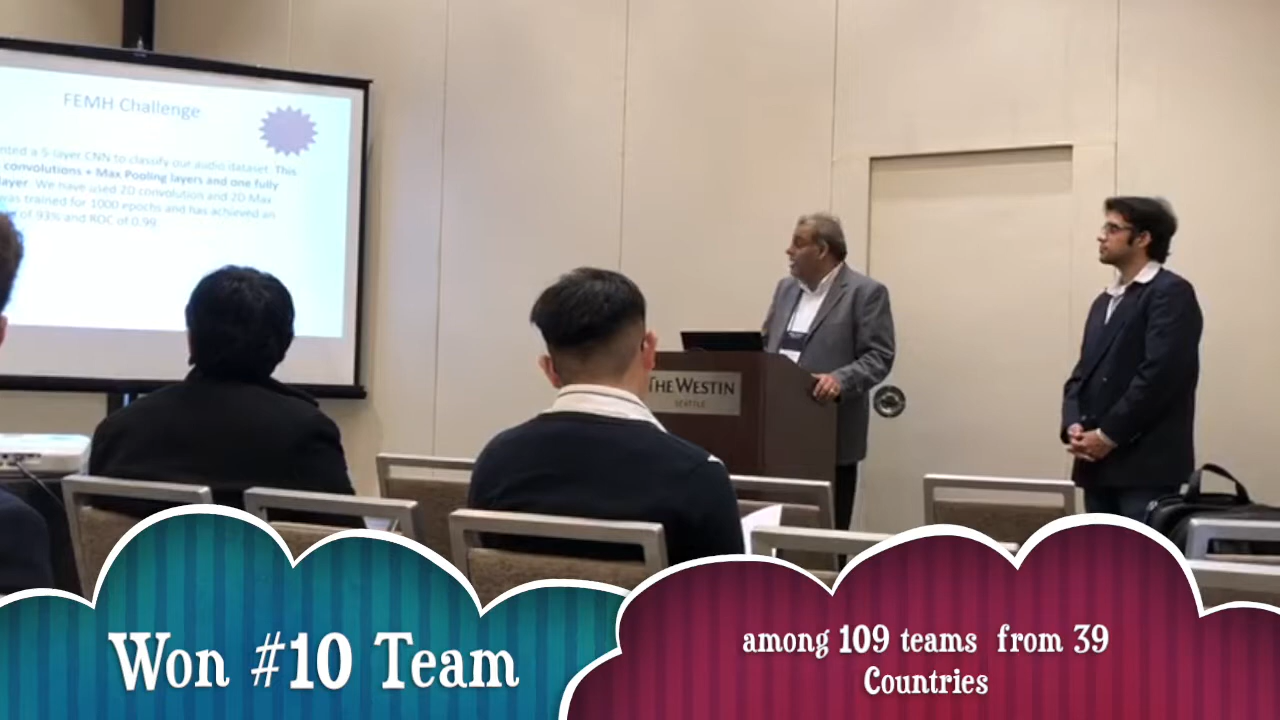 FEMH Challenge
nted a 5-layer CNN to classify our audio dataset. This
convolutions + Max Pooling layers and one fully
layer. We have used 2D convolution and 2D Max
was trained for 1000 epochs and has achieved an
of 93% and ROC of 0.99
THE WESTIN
SEATTLE
Won #10 Team
among 109 teams from 39
Countries